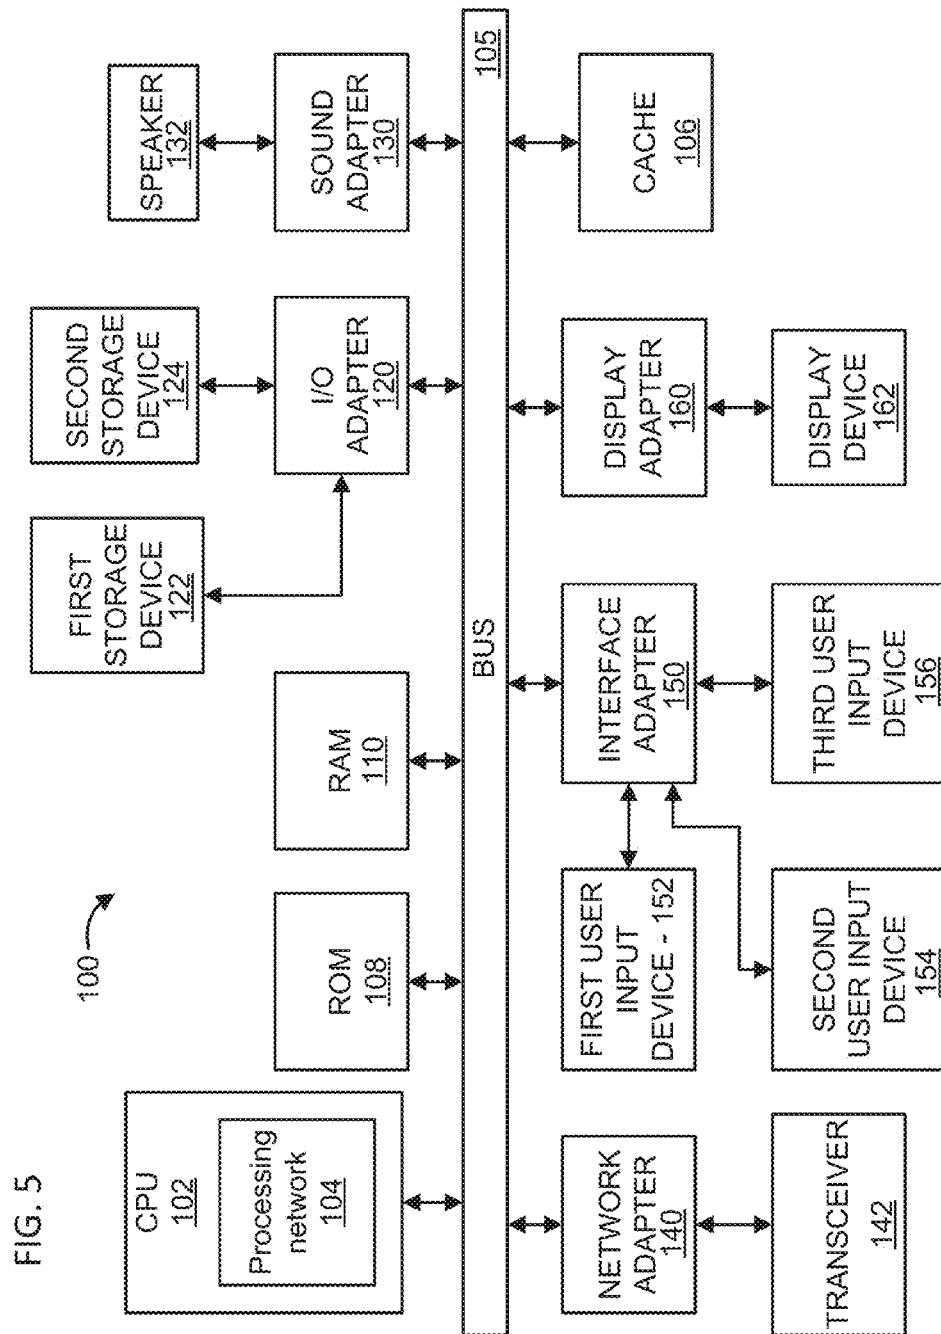 FIG. 5
100
CPU
102
Processing
network
104
ROM
108
RAM
110
FIRST
STORAGE
DEVICE
122
SECOND
STORAGE
DEVICE
124
I/O
ADAPTER
120
SPEAKER
132
SOUND
ADAPTER
130
BUS
105
NETWORK
ADAPTER
140
TRANSCEIVER
142
FIRST USER
INPUT
DEVICE - 152
SECOND
USER INPUT
DEVICE
154
INTERFACE
ADAPTER
150
THIRD USER
INPUT
DEVICE
156
DISPLAY
ADAPTER
160
DISPLAY
DEVICE
162
CACHE
106